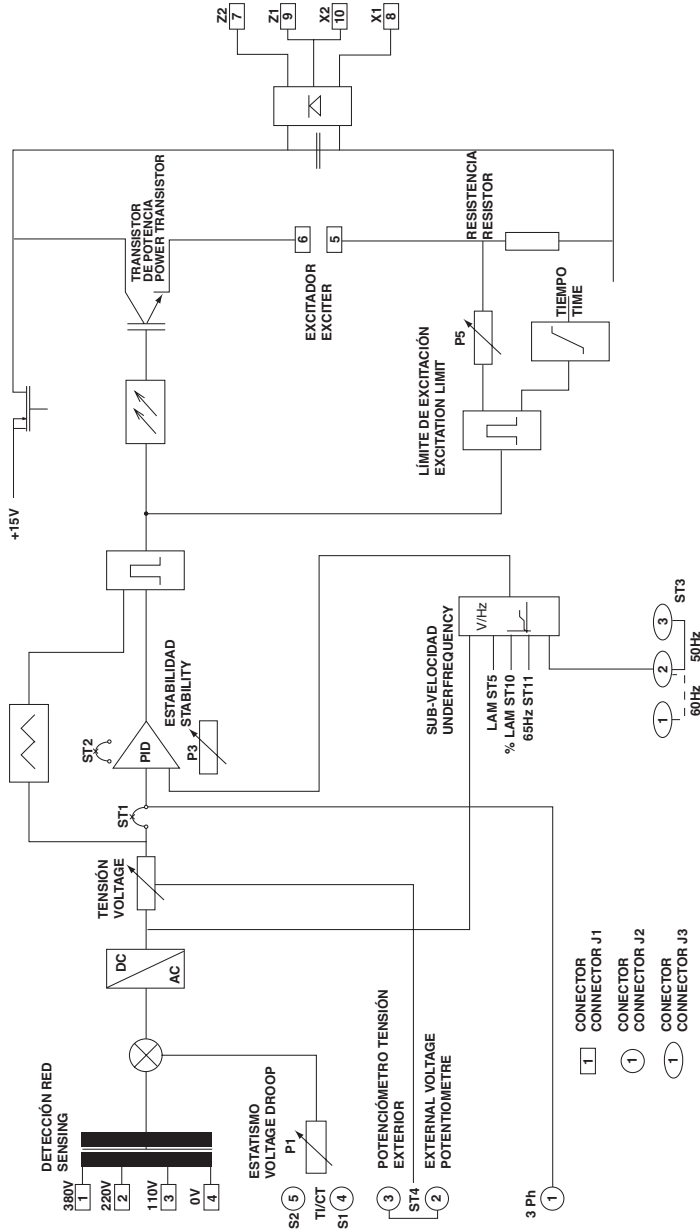 DETECCIÓN RED
SENSING
380V
1
220V
2
110V
3
0V
4
ESTATISMO
VOLTAGE DROOP
P1
S2 5
TI/CT
S1 4
POTENCIÓMETRO TENSIÓN
EXTERIOR
3
ST4
2
EXTERNAL VOLTAGE
POTENTIOMETRE
3 Ph 1
DC
AC
TENSIÓN
VOLTAGE
ST1
ST2
PID
ESTABILIDAD
STABILITY
P3
SUB-VELOCIDAD
UNDERFREQUENCY
V/Hz
LAM ST5
% LAM ST10
65Hz ST11
1
2
3
ST3
60Hz
50Hz
+15V
TRANSISTOR
DE POTENCIA
POWER TRANSISTOR
6
5
EXCITADOR
EXCITER
LÍMITE DE EXCITACIÓN
EXCITATION LIMIT
P5
RESISTENCIA
RESISTOR
TIEMPO
TIME
Z2
7
Z1
9
X2
10
X1
8
1
CONECTOR
CONNECTOR J1
1
CONECTOR
CONNECTOR J2
1
CONECTOR
CONNECTOR J3